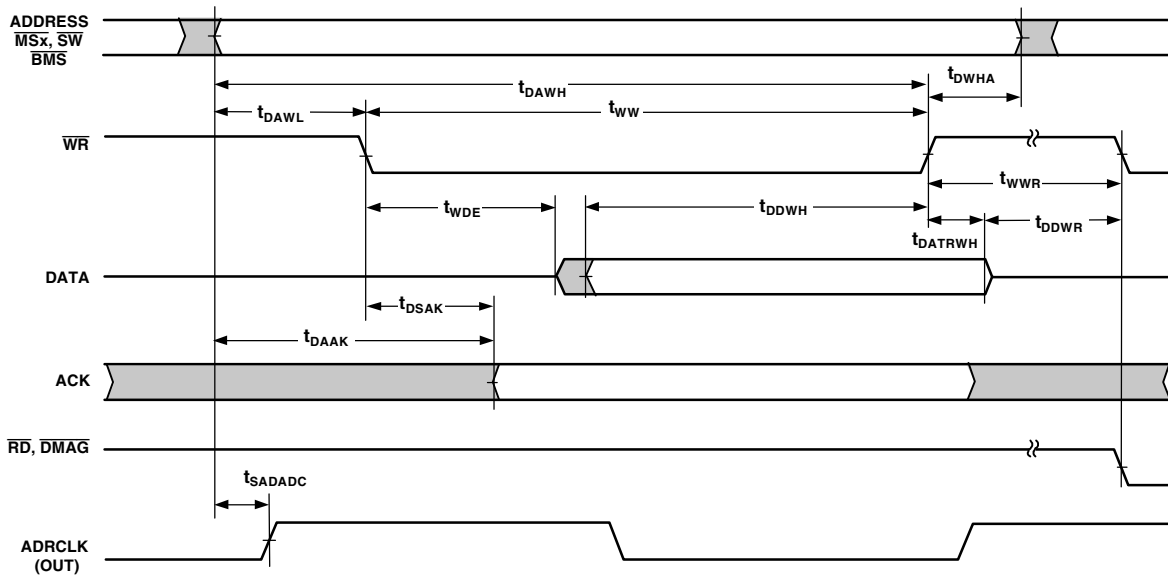 ADDRESS
MSx, SW
BMS
tDWHA
tDAWH
tDAWL
tWW
WR
tWWR
tWDE
tDDWH
tDATRWH
tDDWR
DATA
tDSAK
tDAAK
ACK
RD, DMAG
tSADADC
ADRCLK
(OUT)